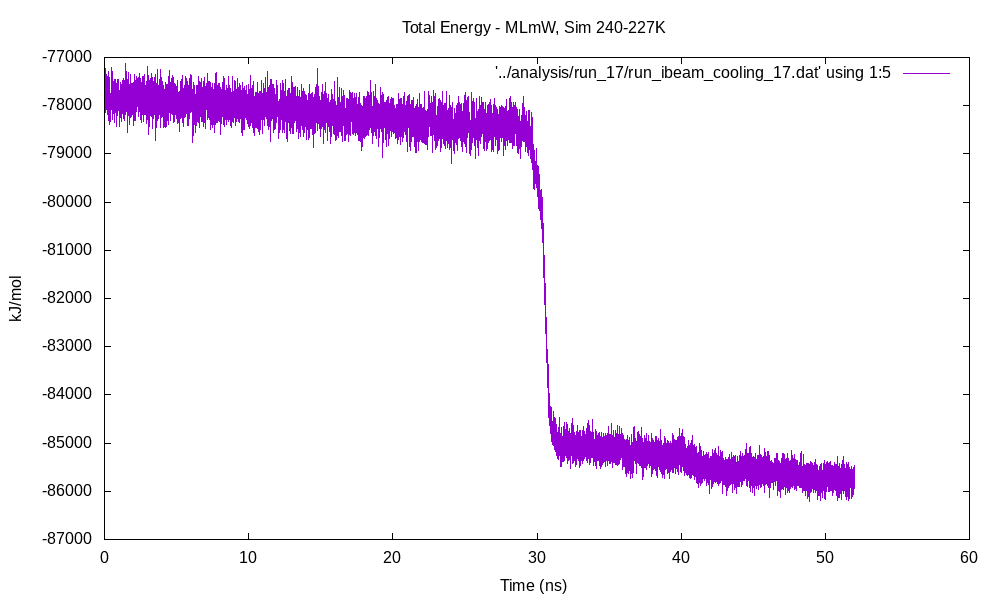 Total Energy - MLmW, Sim 240-227K
'../analysis/run_17/run_ibeam_cooling_17.dat' using 1:5
-77000
-78000
-79000
-80000
-81000
-82000
-83000
-84000
-85000
-86000
-87000
kJ/mol
0 10 20 30 40 50 60
Time (ns)